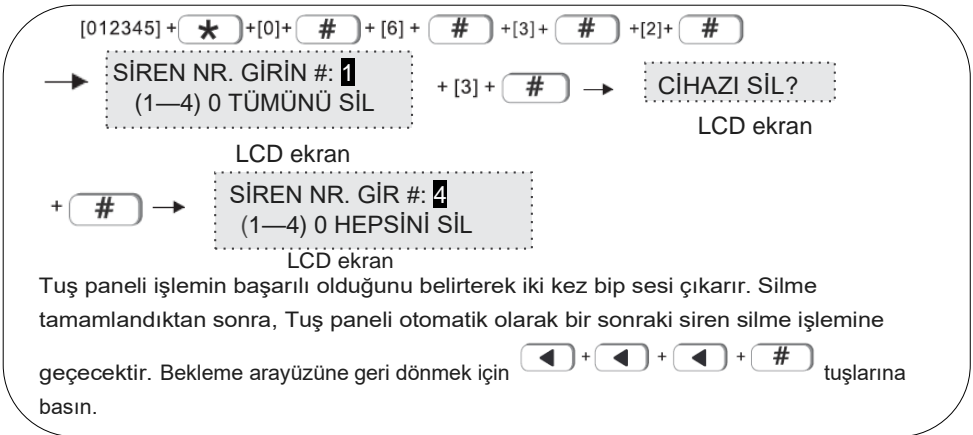 [012345] + * +[0]+ # + [6] + # +[3]+ # +[2]+ #
SİREN NR. GİRİN #: 1
(1—4) 0 TÜMÜNÜ SİL
LCD ekran
+ [3] + #
CİHAZI SİL?
LCD ekran
+ #
SİREN NR. GİR #: 4
(1—4) 0 HEPSİNİ SİL
LCD ekran
Tuş paneli işlemin başarılı olduğunu belirterek iki kez bip sesi çıkarır. Silme
tamamlandıktan sonra, Tuş paneli otomatik olarak bir sonraki siren silme işlemine
geçecektir. Bekleme arayüzüne geri dönmek için ◀ + ◀ + ◀ + # tuşlarına
basın.